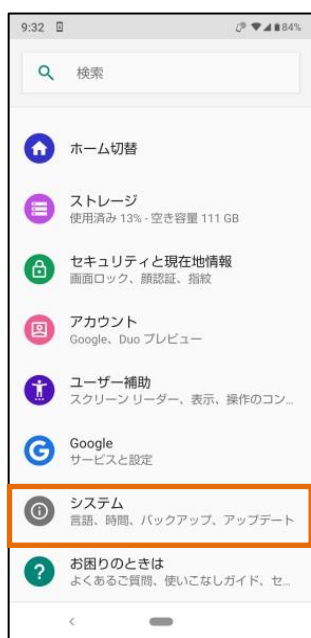 9:32 84%
検索
ホーム切替
ストレージ
使用済み 13% - 空き容量 111 GB
セキュリティと現在地情報
画面ロック、顔認証、指紋
アカウント
Google、Duo プレビュー
ユーザー補助
スクリーン リーダー、表示、操作のコン...
Google
サービスと設定
システム
言語、時間、バックアップ、アップデート
お困りのときは
よくあるご質問、使いこなしガイド、セ...